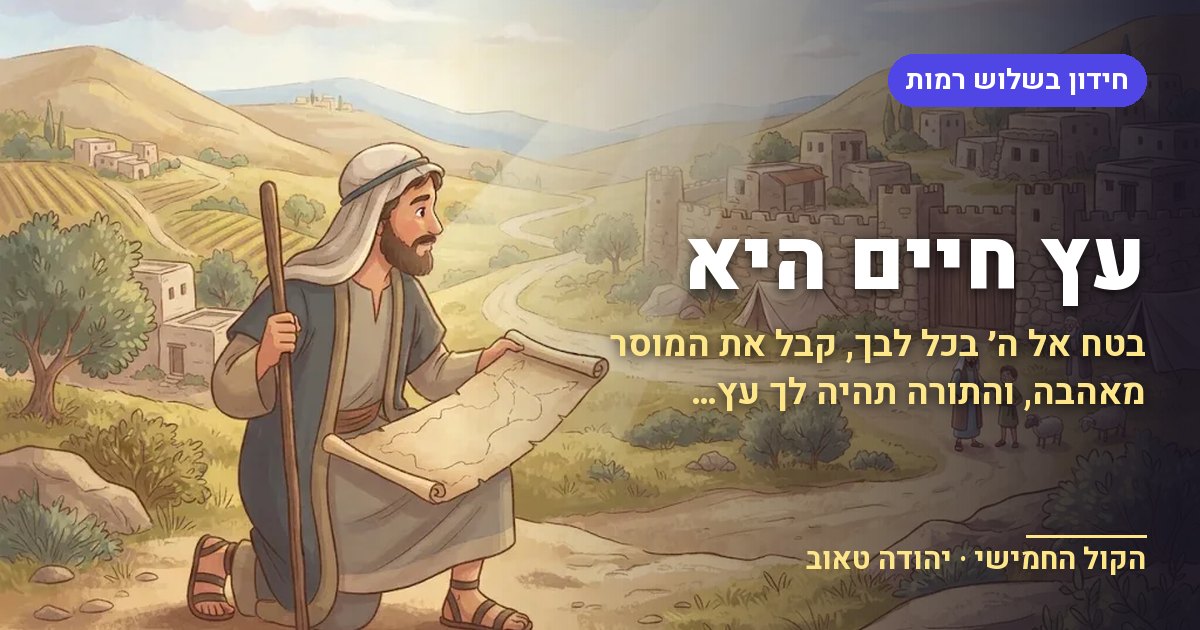 חידון בשלוש רמות
עץ חיים היא
בטח אל ה׳ בכל לבך, קבל את המוסר
מאהבה, והתורה תהיה לך עץ...
הקול החמישי · יהודה טאוב